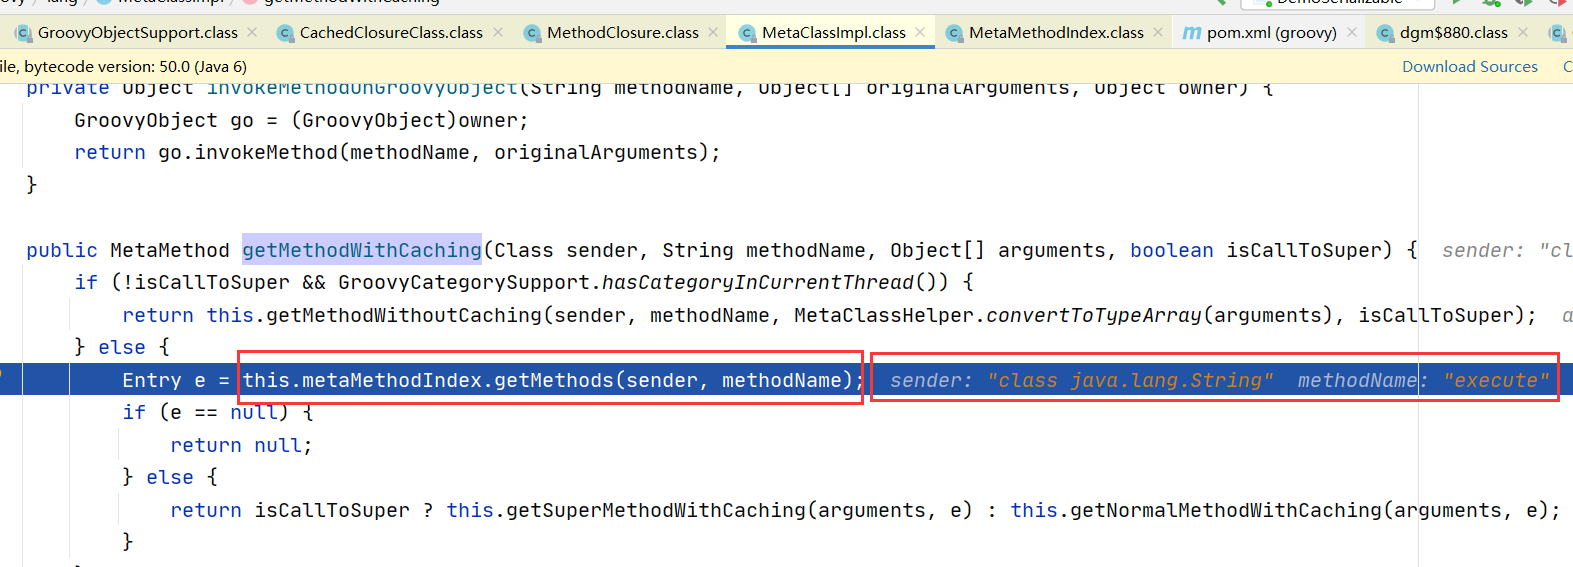 ovy / lang / MetaClassImpl / getMethodWithCaching DemoSerializable
GroovyObjectSupport.class × CachedClosureClass.class × MethodClosure.class × MetaClassImpl.class × MetaMethodIndex.class × pom.xml (groovy) × dgm$880.class ×
ile, bytecode version: 50.0 (Java 6) Download Sources C
private Object invokeMethodOnGroovyObject(String methodName, Object[] originalArguments, Object owner) {
GroovyObject go = (GroovyObject)owner;
return go.invokeMethod(methodName, originalArguments);
}
public MetaMethod getMethodWithCaching(Class sender, String methodName, Object[] arguments, boolean isCallToSuper) { sender: "cl
if (!isCallToSuper && GroovyCategorySupport.hasCategoryInCurrentThread()) {
return this.getMethodWithoutCaching(sender, methodName, MetaClassHelper.convertToTypeArray(arguments), isCallToSuper); a
} else {
Entry e = this.metaMethodIndex.getMethods(sender, methodName); sender: "class java.lang.String" methodName: "execute"
if (e == null) {
return null;
} else {
return isCallToSuper ? this.getSuperMethodWithCaching(arguments, e) : this.getNormalMethodWithCaching(arguments, e);
}